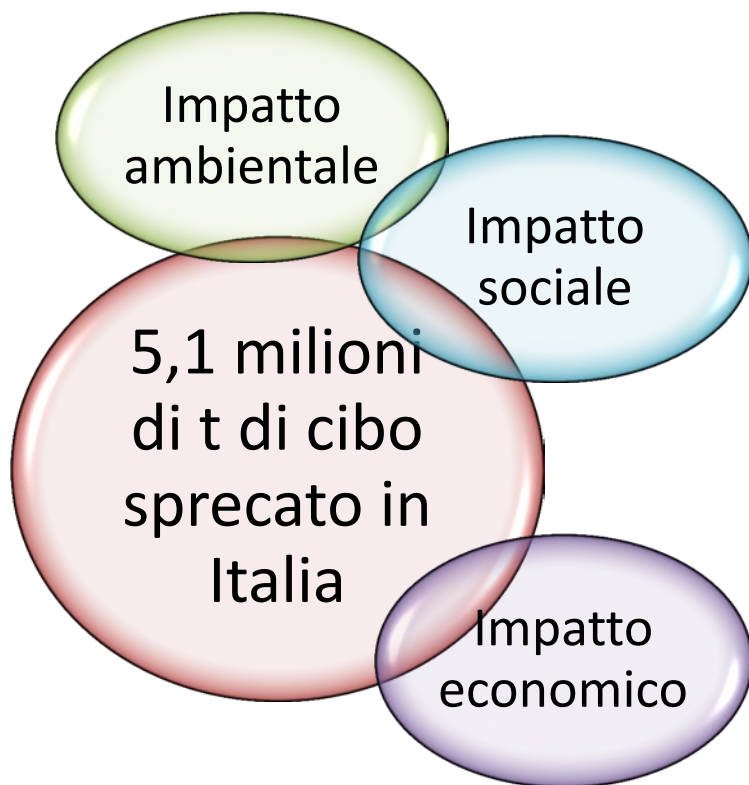 Impatto
ambientale
Impatto
sociale
5,1 milioni
di t di cibo
sprecato in
Italia
Impatto
economico